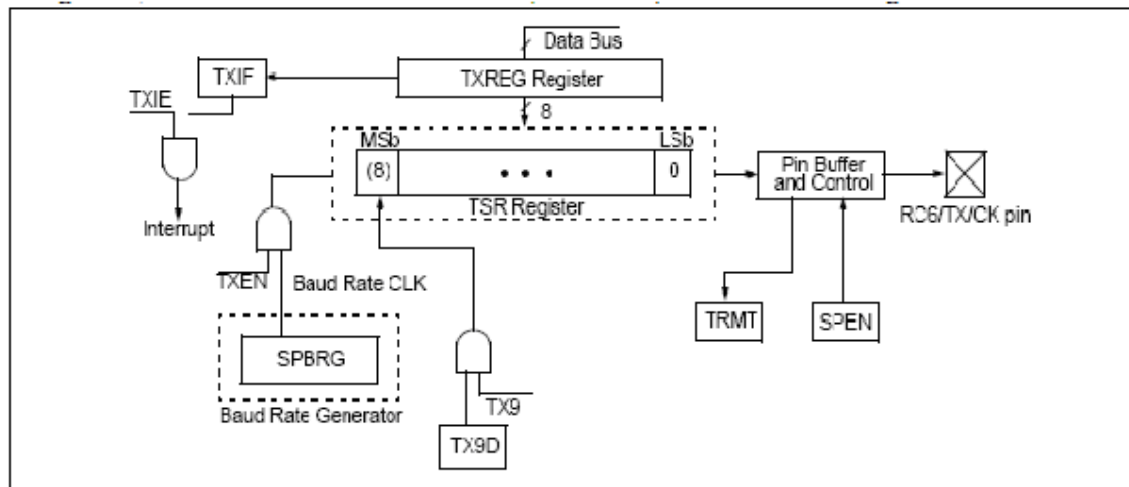 Data Bus
TXIF
TXREG Register
TXIE
8
MSb
LSb
(8)
• • •
0
Pin Buffer
and Control
TSR Register
RC6/TX/CK pin
Interrupt
TXEN
Baud Rate CLK
TRMT
SPEN
SPBRG
TX9
Baud Rate Generator
TX9D